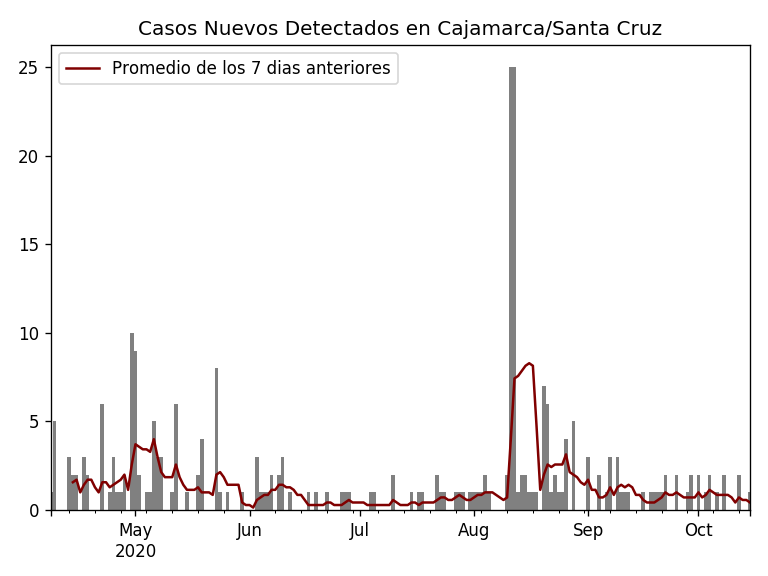 Casos Nuevos Detectados en Cajamarca/Santa Cruz
Promedio de los 7 dias anteriores
25
20
15
10
5
0
May Jun Jul Aug Sep Oct
2020